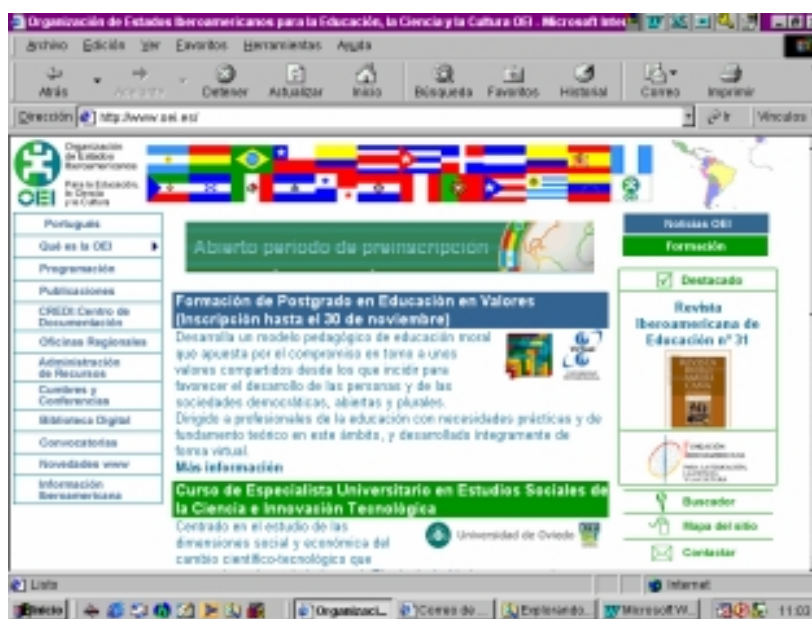 Organización de Estados Iberoamericanos para la Educación, la Ciencia y la Cultura OEI - Microsoft Inter
Archivo Edición Ver Favoritos Herramientas Ayuda
Atrás Adelante Detener Actualizar Inicio Búsqueda Favoritos Historial Correo Imprimir
Dirección http://www.oei.es/ Ir Vínculos
Organización
de Estados
Iberoamericanos
Para la Educación,
la Ciencia
y la Cultura
OEI
Portugués
Qué es la OEI
Programación
Publicaciones
CREDI Centro de
Documentación
Oficinas Regionales
Administración
de Recursos
Cumbres y
Conferencias
Biblioteca Digital
Convocatorias
Novedades www
Información
Iberoamericana
Abierto periodo de preinscripción
Formación de Postgrado en Educación en Valores
(Inscripción hasta el 30 de noviembre)
Desarrolla un modelo pedagógico de educación moral
que apuesta por el compromiso en torno a unos
valores compartidos desde los que incidir para
favorecer el desarrollo de las personas y de las
sociedades democráticas, abiertas y plurales.
Dirigido a profesionales de la educación con necesidades prácticas y de
fundamento teórico en este ámbito, y desarrollado íntegramente de
forma virtual.
Más información
Curso de Especialista Universitario en Estudios Sociales de
la Ciencia e Innovación Tecnológica
Centrado en el estudio de las
dimensiones social y económica del
cambio científico-tecnológico que
Universidad de Oviedo
Noticias OEI
Formación
Destacado
Revista
Iberoamericana de
Educación nº 31
REVISTA
IBERO
AMERI
CANA
Buscador
Mapa del sitio
Contactar
Listo Internet
Inicio Organizaci... Correo de ... Explorando... Microsoft W... 11:03